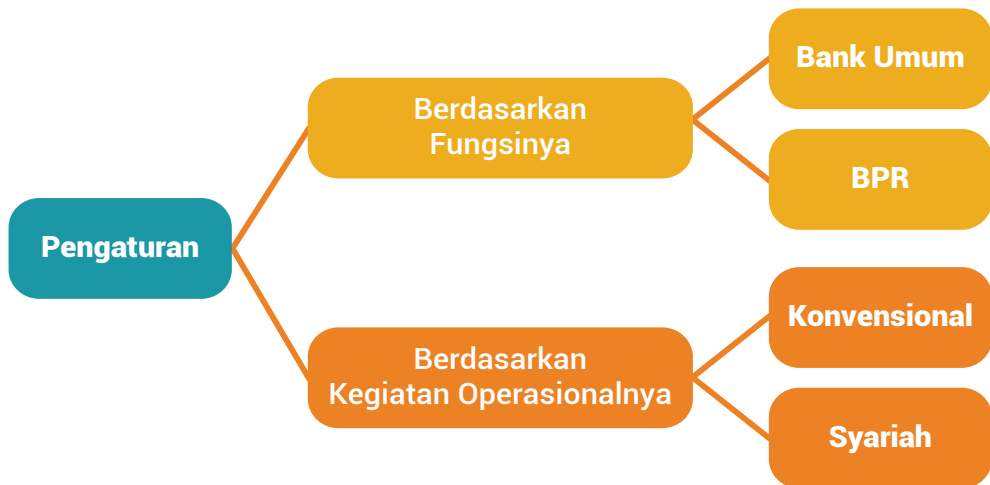 Pengaturan
Berdasarkan
Fungsinya
Bank Umum
BPR
Berdasarkan
Kegiatan Operasionalnya
Konvensional
Syariah